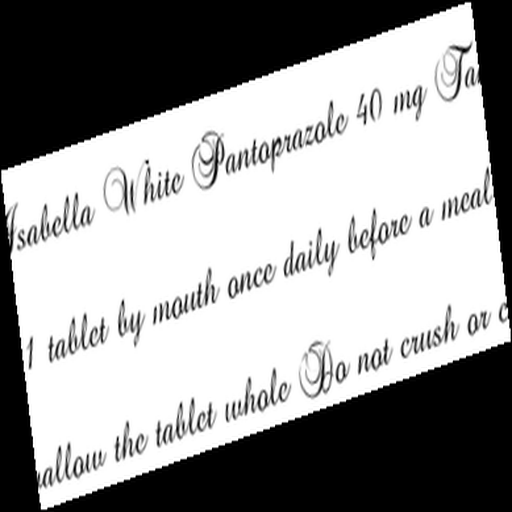 Isabella White Pantoprazole 40 mg
1 tablet by mouth once daily before a meal
the tablet whole Do not crush or